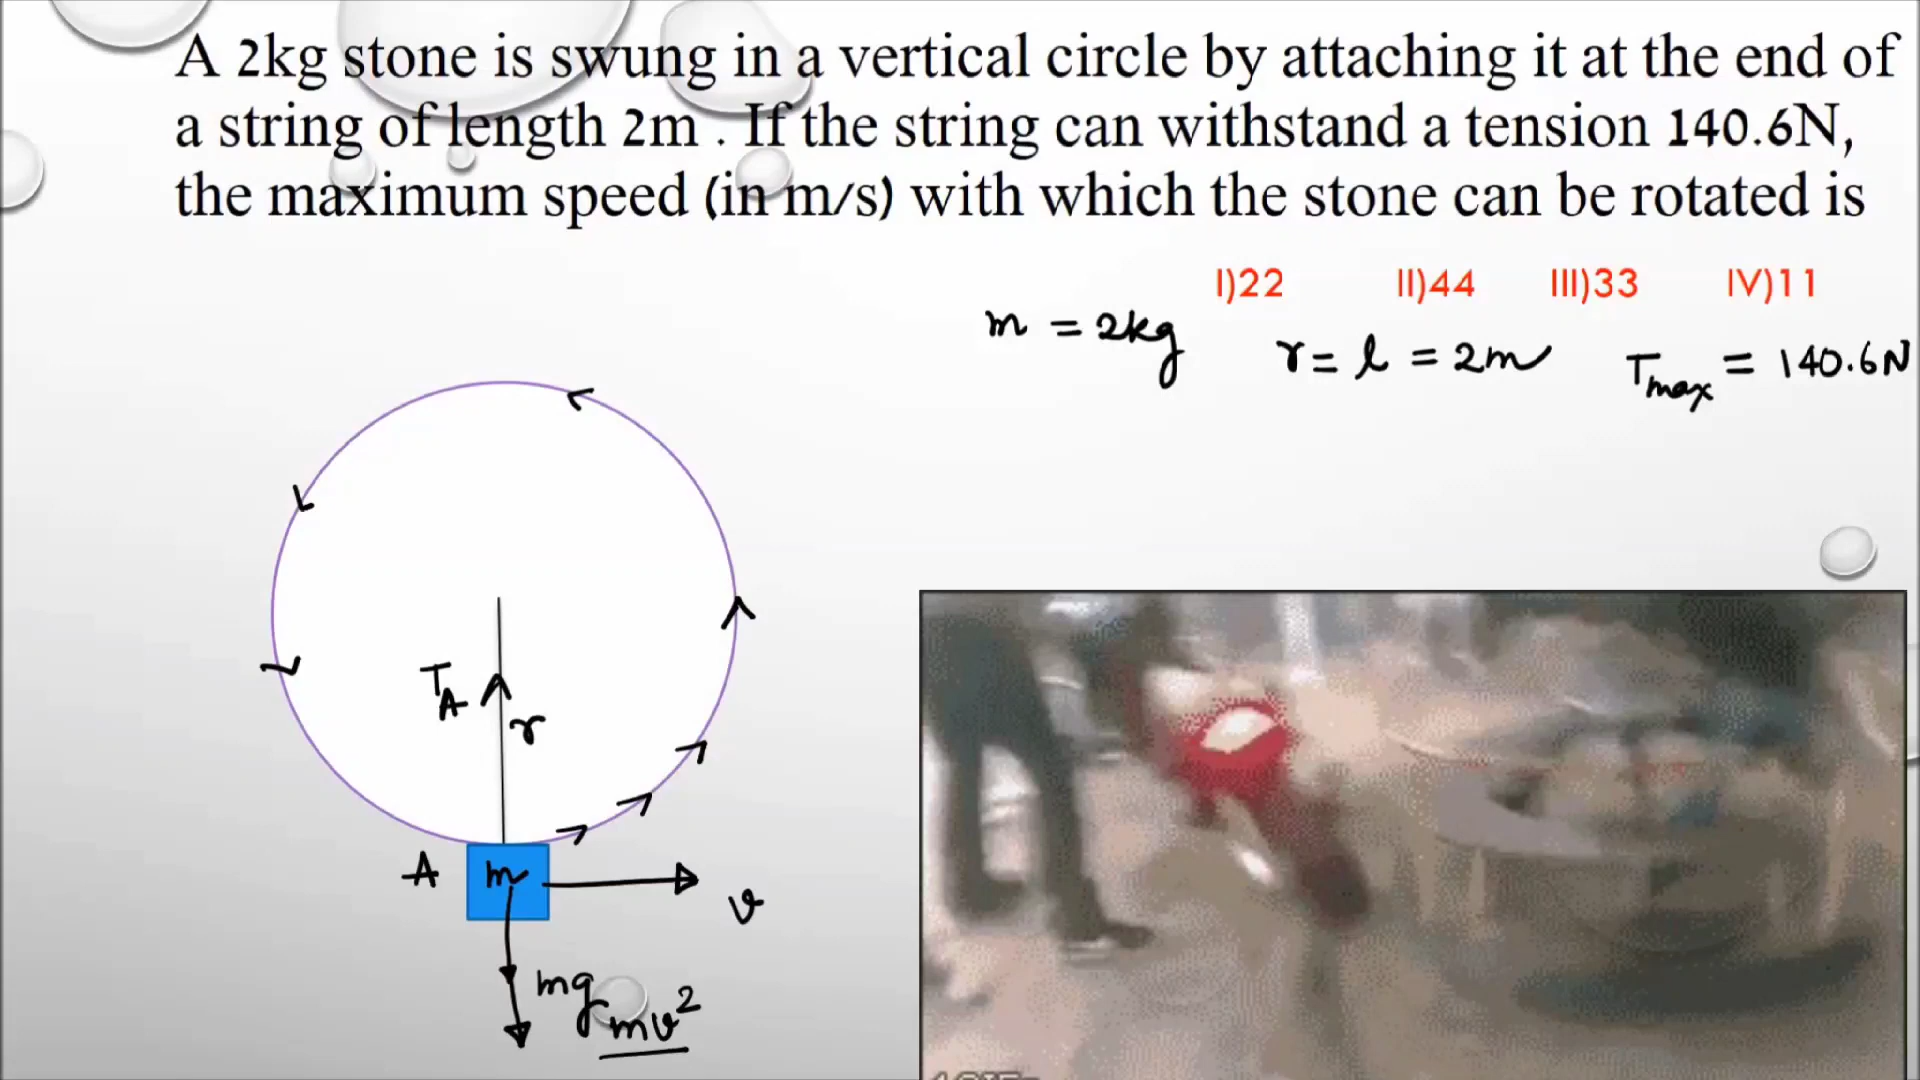 A 2kg stone is swung in a vertical circle by attaching it at the end of
a string of length 2m . If the string can withstand a tension 140.6N,
the maximum speed (in m/s) with which the stone can be rotated is
I)22 II)44 III)33 IV)11
m = 2kg r = l = 2m Tmax = 140.6N
TA
r
A m
v
mg
mv²